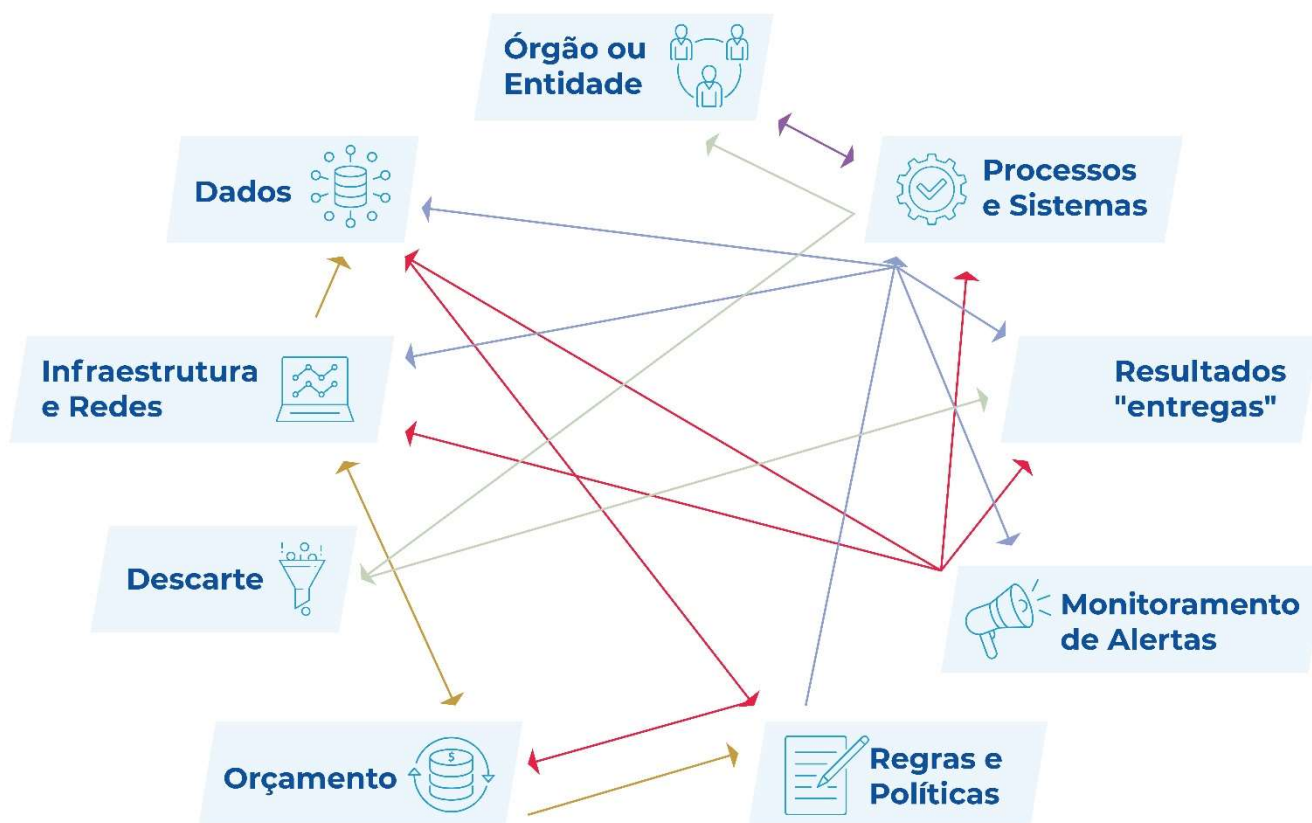 Órgão ou
Entidade
Dados
Processos
e Sistemas
Infraestrutura
e Redes
Resultados
"entregas"
Descarte
Monitoramento
de Alertas
Orçamento
$
Regras e
Políticas